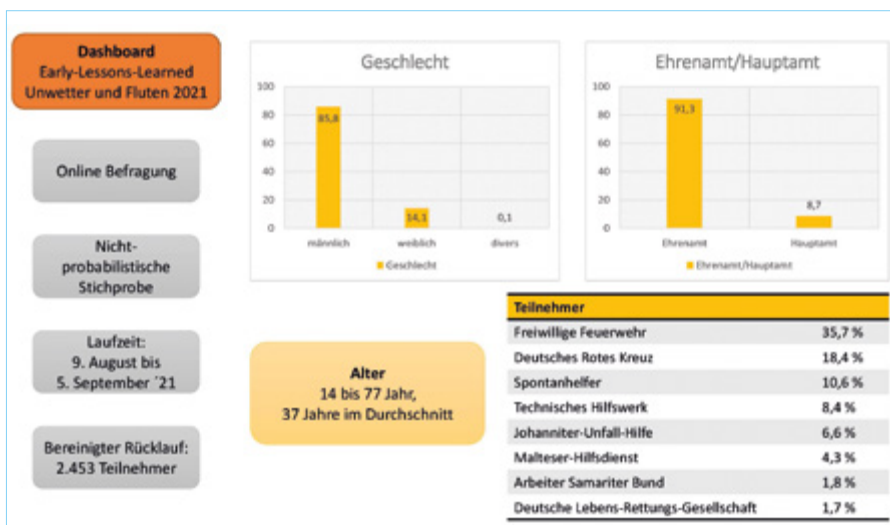 Dashboard
Early-Lessons-Learned
Unwetter und Fluten 2021
Online Befragung
Nicht-
probabilistische
Stichprobe
Laufzeit:
9. August bis
5. September ´21
Bereinigter Rücklauf:
2.453 Teilnehmer
Geschlecht
100
80
60
40
20
0
85,8
14,1
0,1
männlich weiblich divers
Geschlecht
Ehrenamt/Hauptamt
100
80
60
40
20
0
91,3
8,7
Ehrenamt Hauptamt
Ehrenamt/Hauptamt
Alter
14 bis 77 Jahr,
37 Jahre im Durchschnitt
Teilnehmer
Freiwillige Feuerwehr 35,7 %
Deutsches Rotes Kreuz 18,4 %
Spontanhelfer 10,6 %
Technisches Hilfswerk 8,4 %
Johanniter-Unfall-Hilfe 6,6 %
Malteser-Hilfsdienst 4,3 %
Arbeiter Samariter Bund 1,8 %
Deutsche Lebens-Rettungs-Gesellschaft 1,7 %